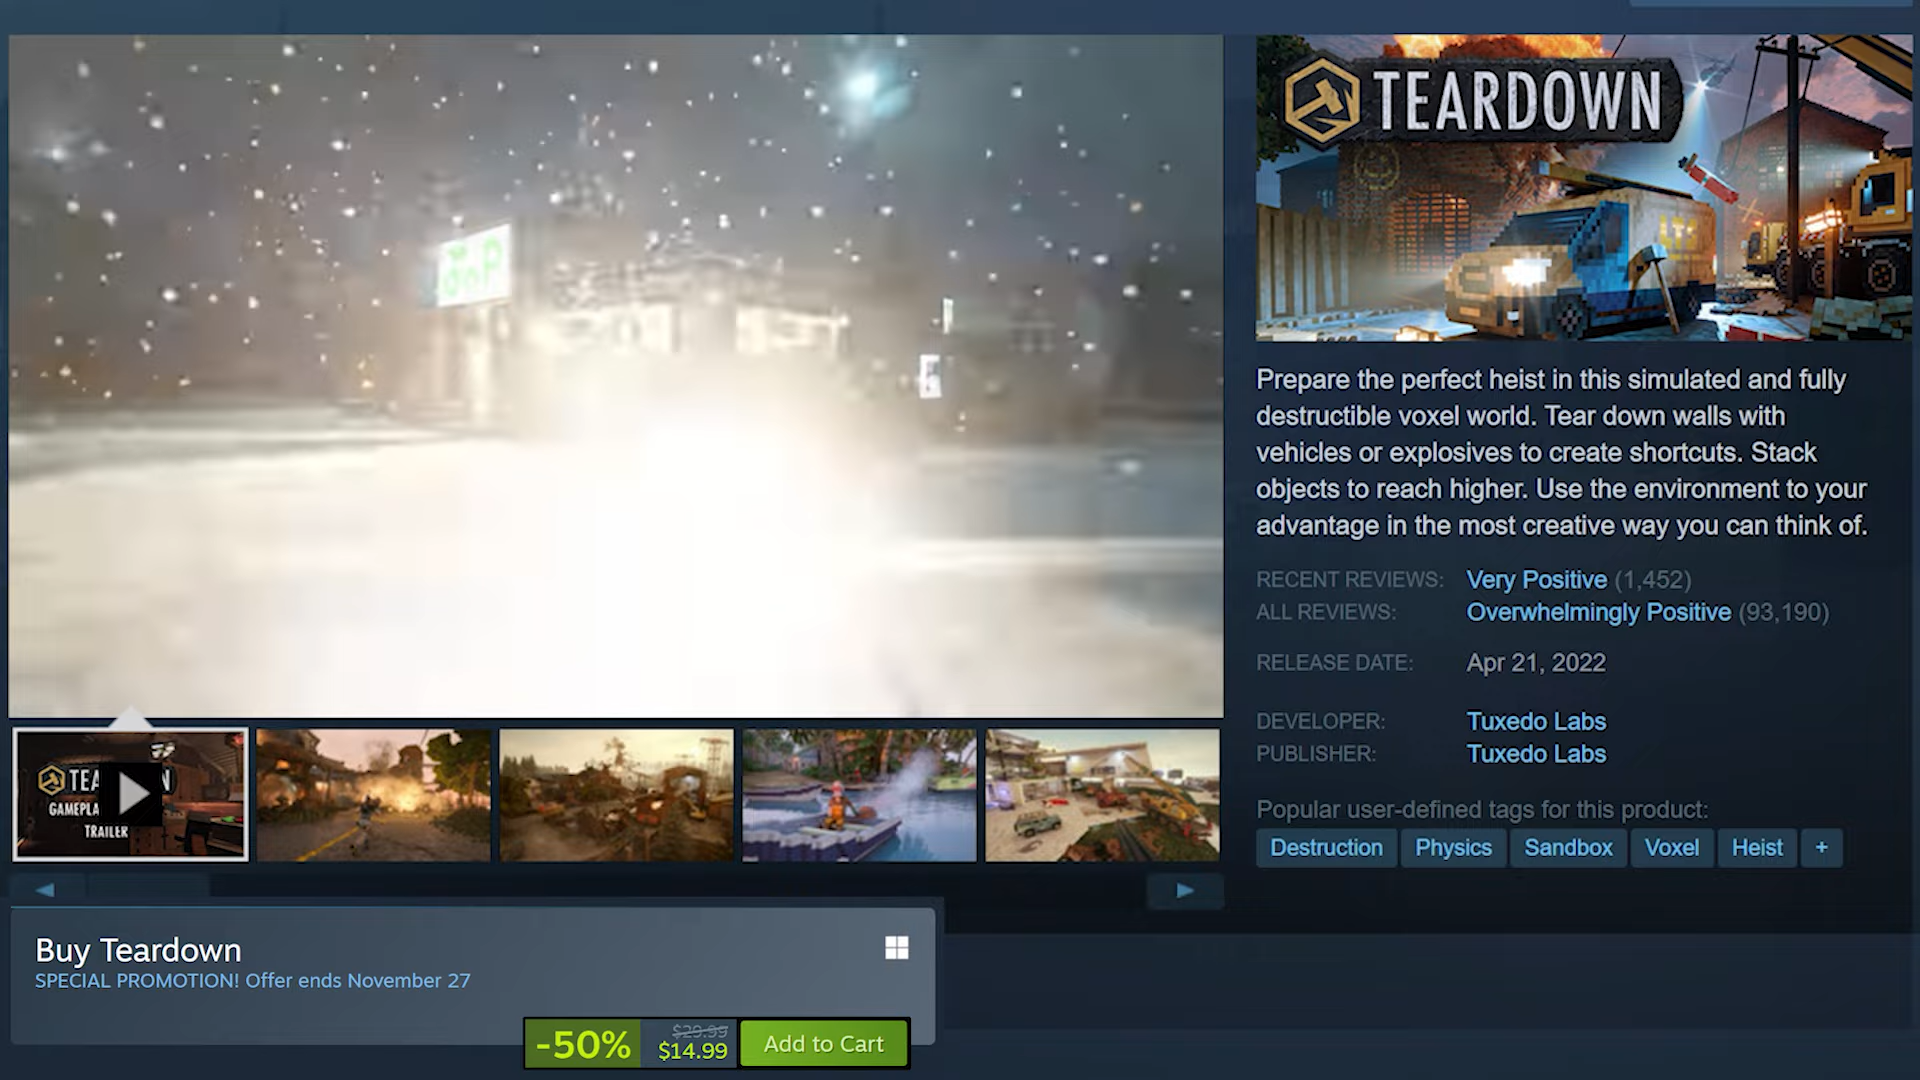 TEARDOWN
Prepare the perfect heist in this simulated and fully
destructible voxel world. Tear down walls with
vehicles or explosives to create shortcuts. Stack
objects to reach higher. Use the environment to your
advantage in the most creative way you can think of.
RECENT REVIEWS: Very Positive (1,452)
ALL REVIEWS: Overwhelmingly Positive (93,190)
RELEASE DATE: Apr 21, 2022
DEVELOPER: Tuxedo Labs
PUBLISHER: Tuxedo Labs
Popular user-defined tags for this product:
Destruction Physics Sandbox Voxel Heist +
TEA N
GAMEPLA
TRAILER
Buy Teardown
SPECIAL PROMOTION! Offer ends November 27
-50% $29.99 $14.99 Add to Cart